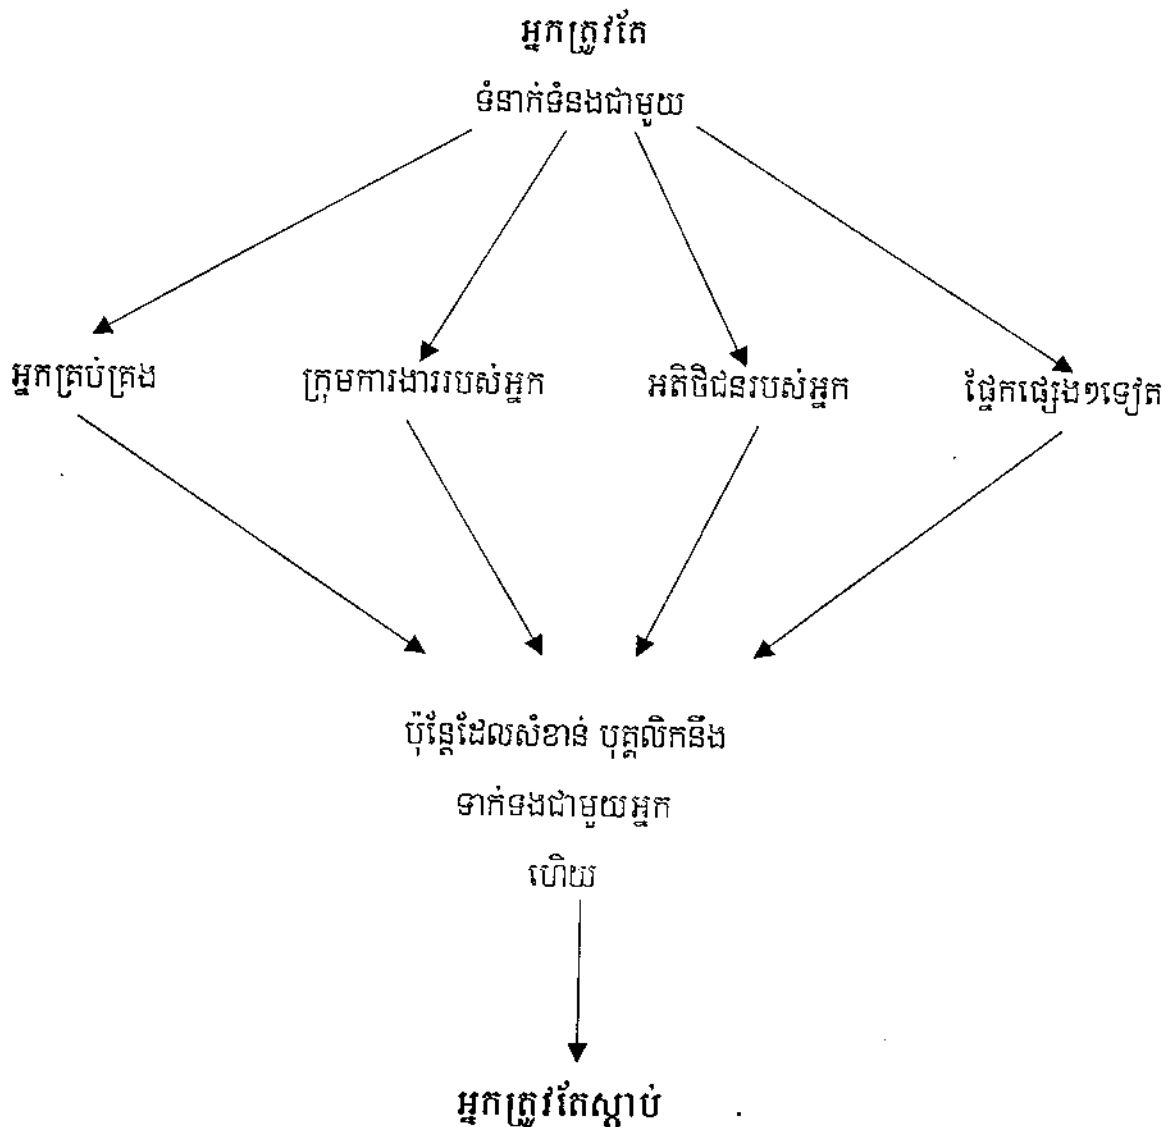 អ្នកត្រូវតែ
ទំនាក់ទំនងជាមួយ
អ្នកគ្រប់គ្រង
ក្រុមការងាររបស់អ្នក
អតិថិជនរបស់អ្នក
ផ្នែកផ្សេងៗទៀត
ប៉ុន្តែដែលសំខាន់ បុគ្គលិកនឹង
ទាក់ទងជាមួយអ្នក
ហើយ
អ្នកត្រូវតែស្តាប់